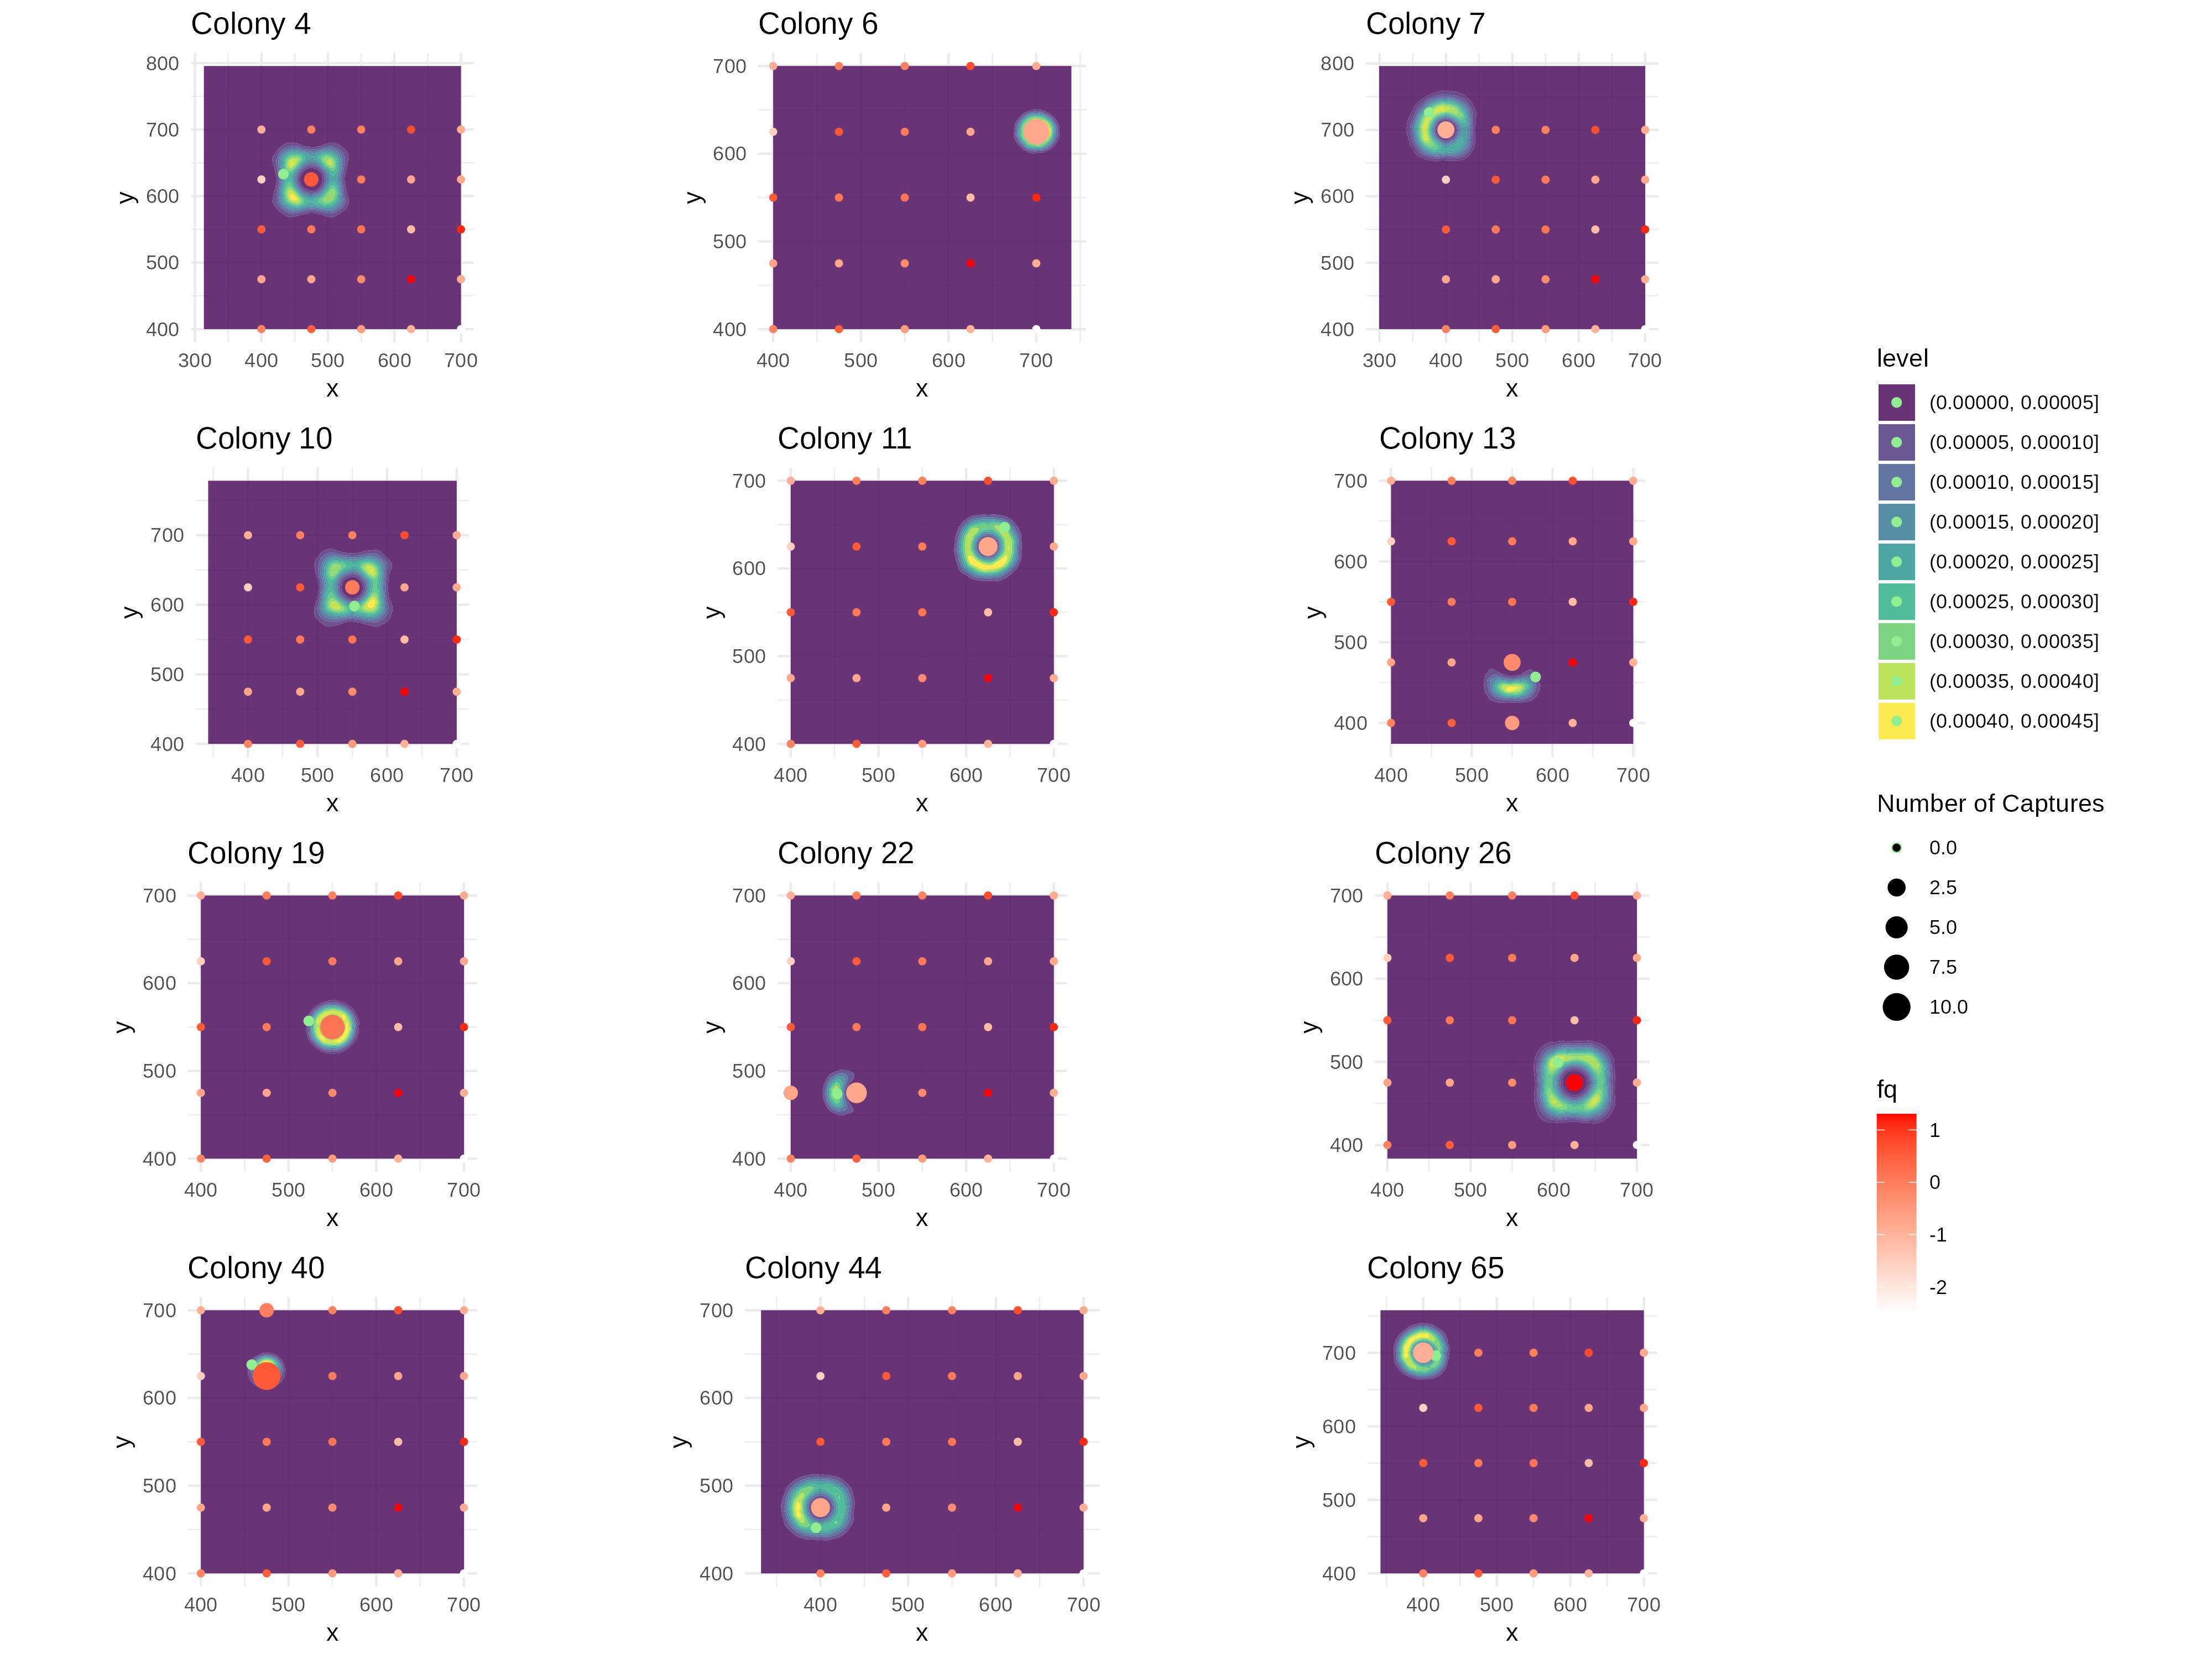 Colony 4
Colony 6
Colony 7
800
700
600
500
400
300 400 500 600 700
x
y
700
600
500
400
400 500 600 700
x
y
800
700
600
500
400
300 400 500 600 700
x
y
Colony 10
Colony 11
Colony 13
700
600
500
400
400 500 600 700
x
y
700
600
500
400
400 500 600 700
x
y
700
600
500
400
400 500 600 700
x
y
Colony 19
Colony 22
Colony 26
700
600
500
400
400 500 600 700
x
y
700
600
500
400
400 500 600 700
x
y
700
600
500
400
400 500 600 700
x
y
Colony 40
Colony 44
Colony 65
700
600
500
400
400 500 600 700
x
y
700
600
500
400
400 500 600 700
x
y
700
600
500
400
400 500 600 700
x
y
level
(0.00000, 0.00005]
(0.00005, 0.00010]
(0.00010, 0.00015]
(0.00015, 0.00020]
(0.00020, 0.00025]
(0.00025, 0.00030]
(0.00030, 0.00035]
(0.00035, 0.00040]
(0.00040, 0.00045]
Number of Captures
0.0
2.5
5.0
7.5
10.0
fq
1
0
-1
-2